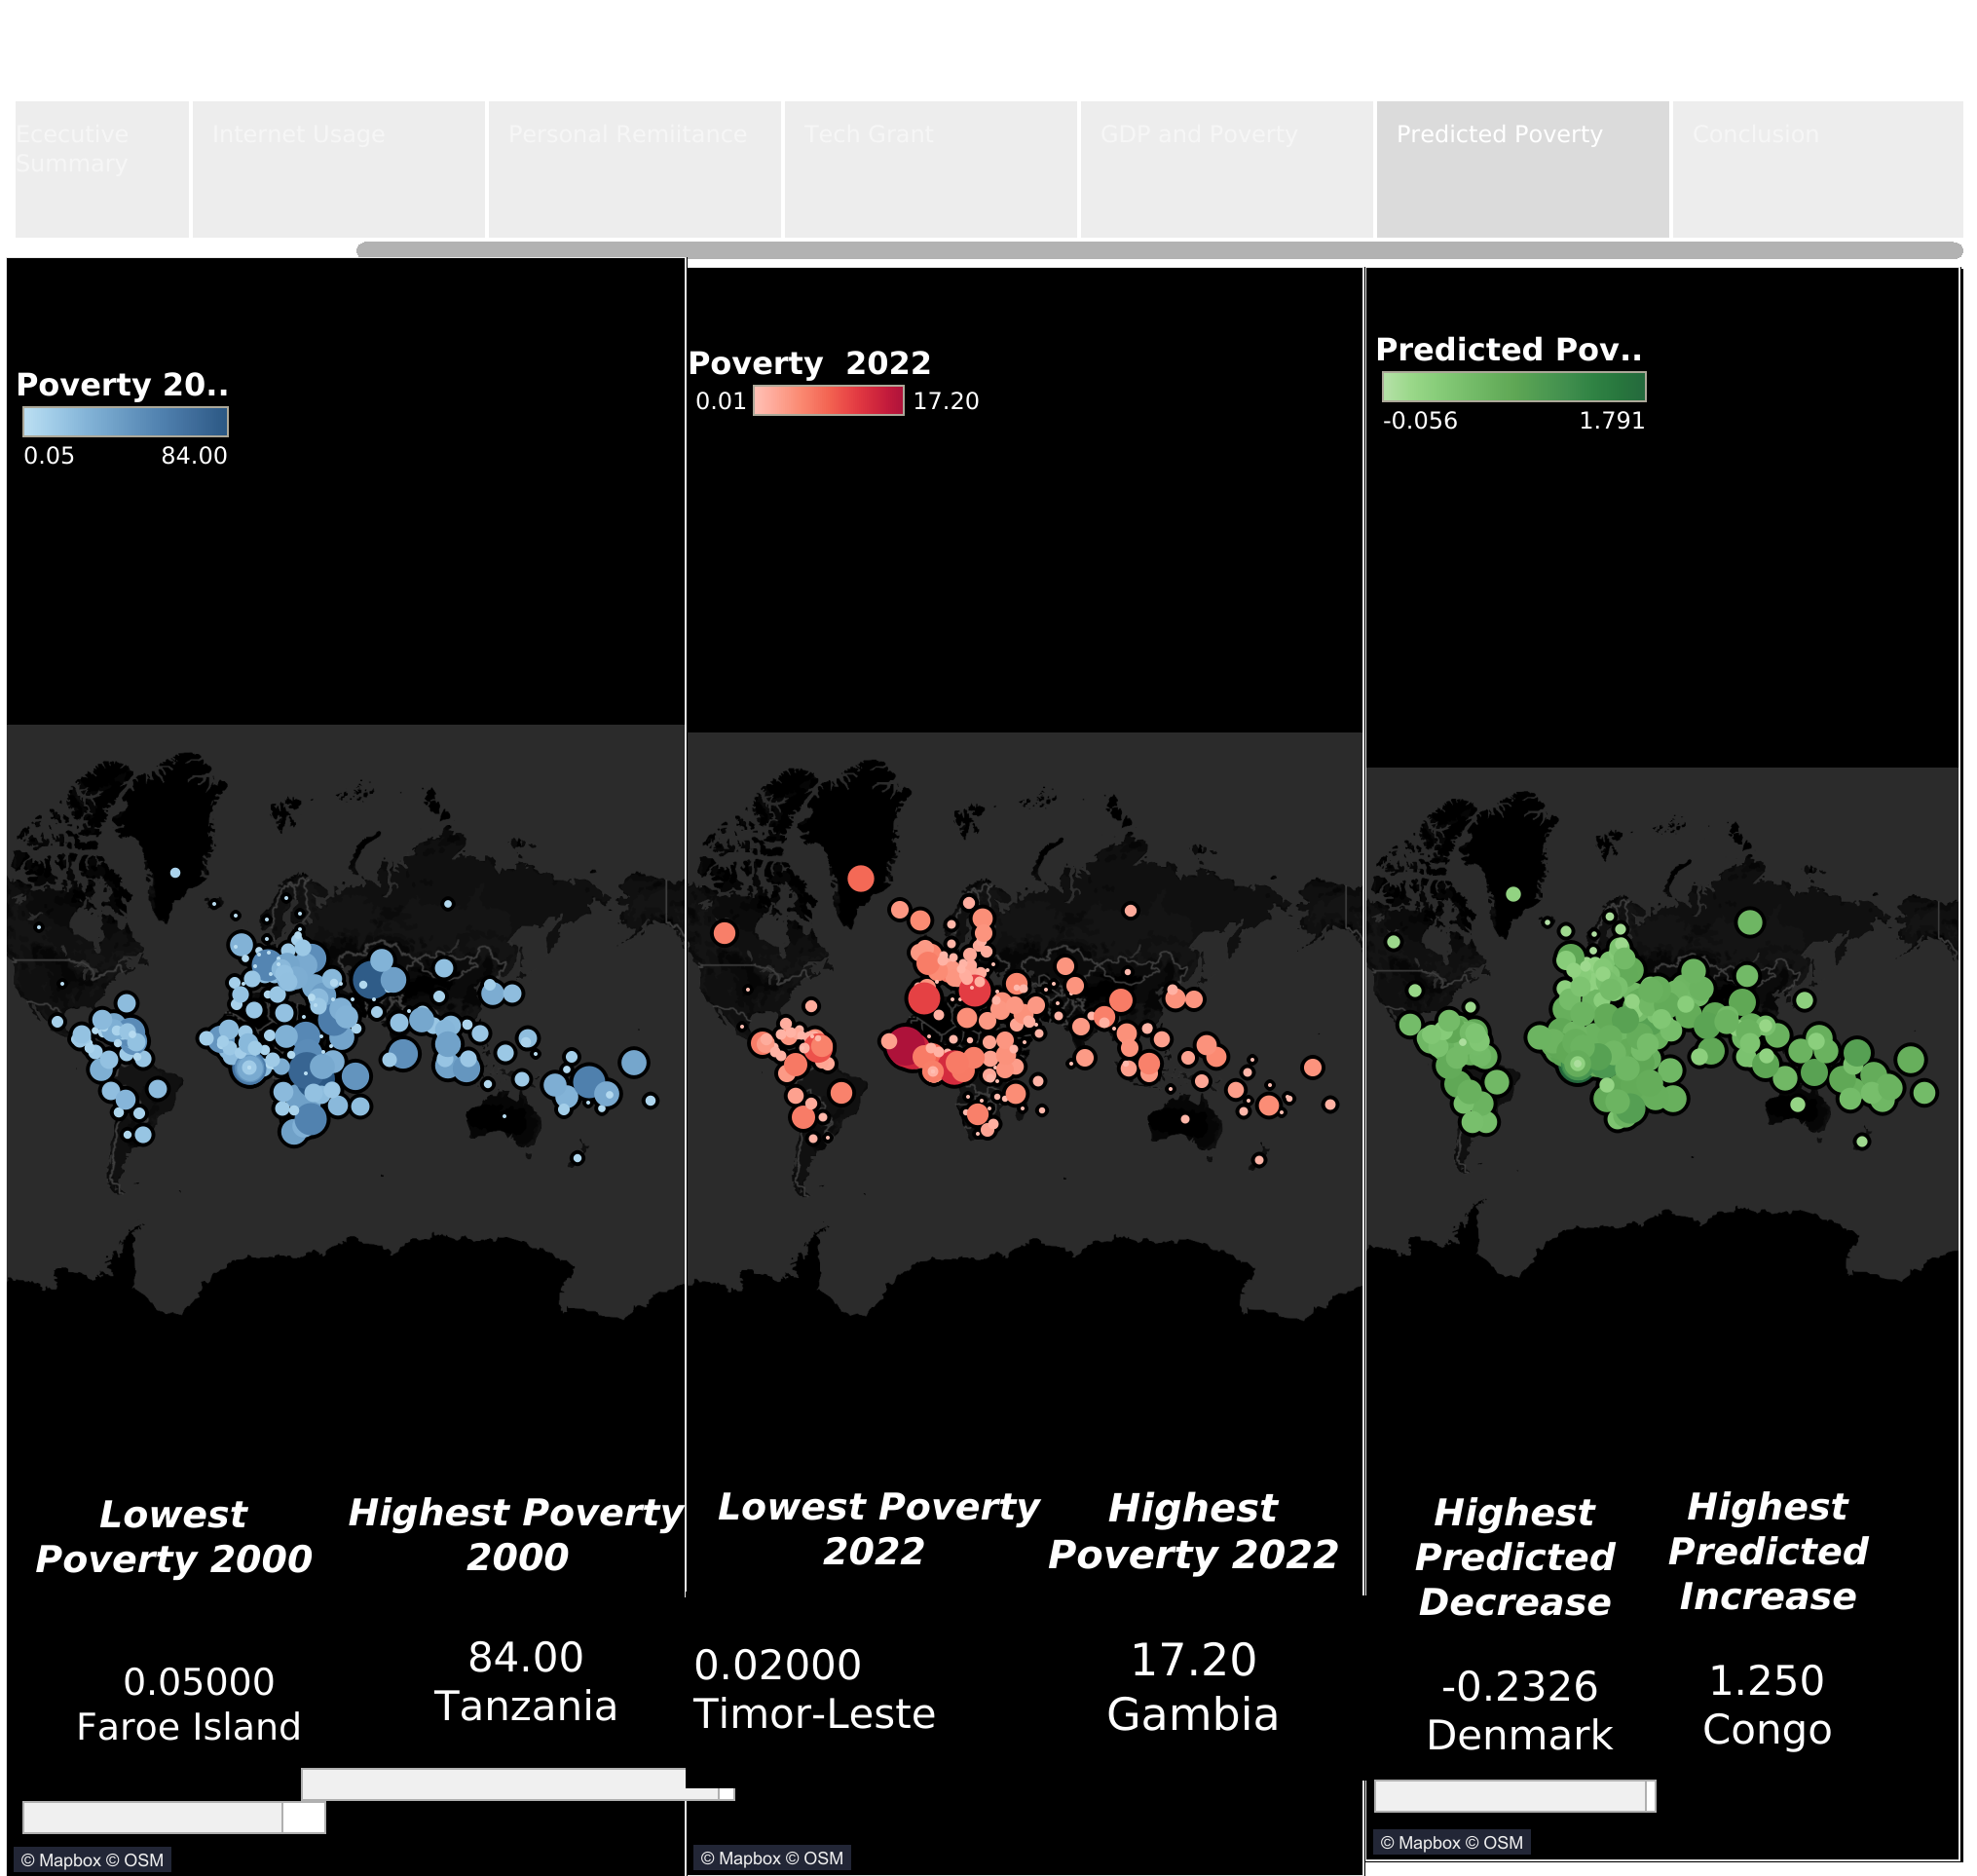 Ececutive
Summary
Internet Usage
Personal Remiitance
Tech Grant
GDP and Poverty
Predicted Poverty
Conclusion
Poverty 20..
0.05 84.00
Poverty 2022
0.01 17.20
Predicted Pov..
-0.056 1.791
Lowest
Poverty 2000
0.05000
Faroe Island
Highest Poverty
2000
84.00
Tanzania
Lowest Poverty
2022
0.02000
Timor-Leste
Highest
Poverty 2022
17.20
Gambia
Highest
Predicted
Decrease
-0.2326
Denmark
Highest
Predicted
Increase
1.250
Congo
© Mapbox © OSM
© Mapbox © OSM
© Mapbox © OSM